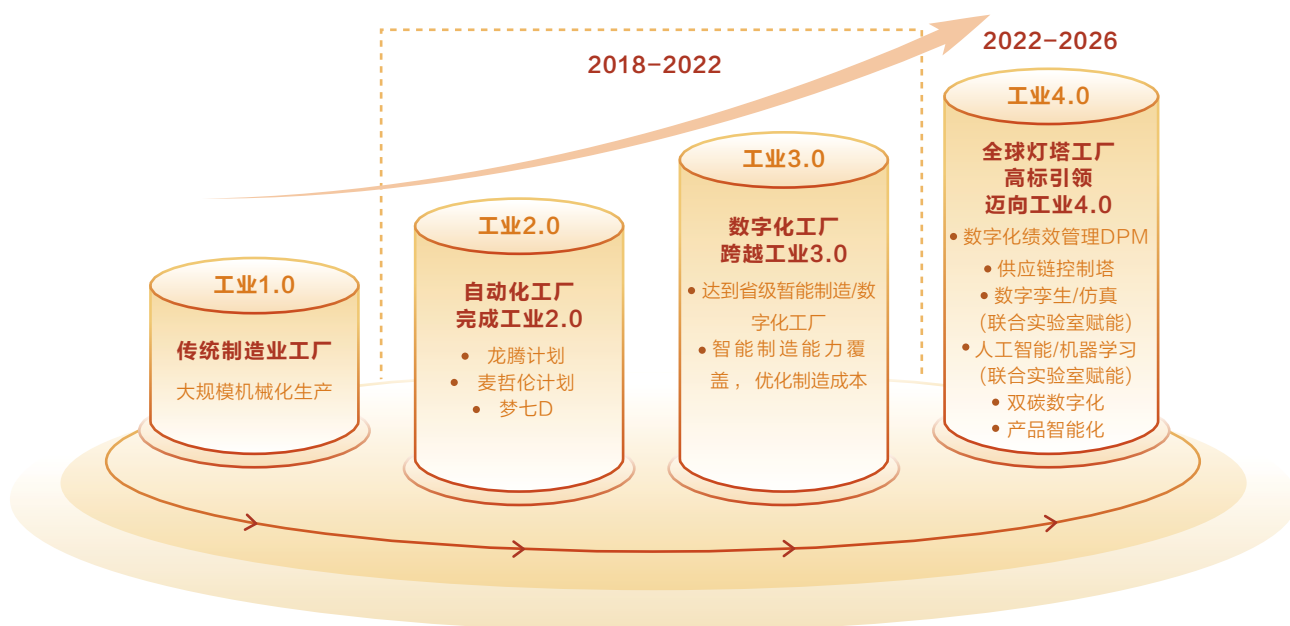 2018-2022
2022-2026
工业1.0
传统制造业工厂
大规模机械化生产
工业2.0
自动化工厂
完成工业2.0
• 龙腾计划
• 麦哲伦计划
• 梦七D
工业3.0
数字化工厂
跨越工业3.0
• 达到省级暂能制造/数
字化工厂
• 智能制造能力覆
盖，优化制造成本
工业4.0
全球灯塔工厂
高标引领
迈向工业4.0
• 数字化绩效管理DPM
• 供应链控制塔
• 数字孪生/仿真
(联合实验室赋能)
• 人工智能/机器学习
(联合实验室赋能)
• 双碳数字化
• 产品智能化